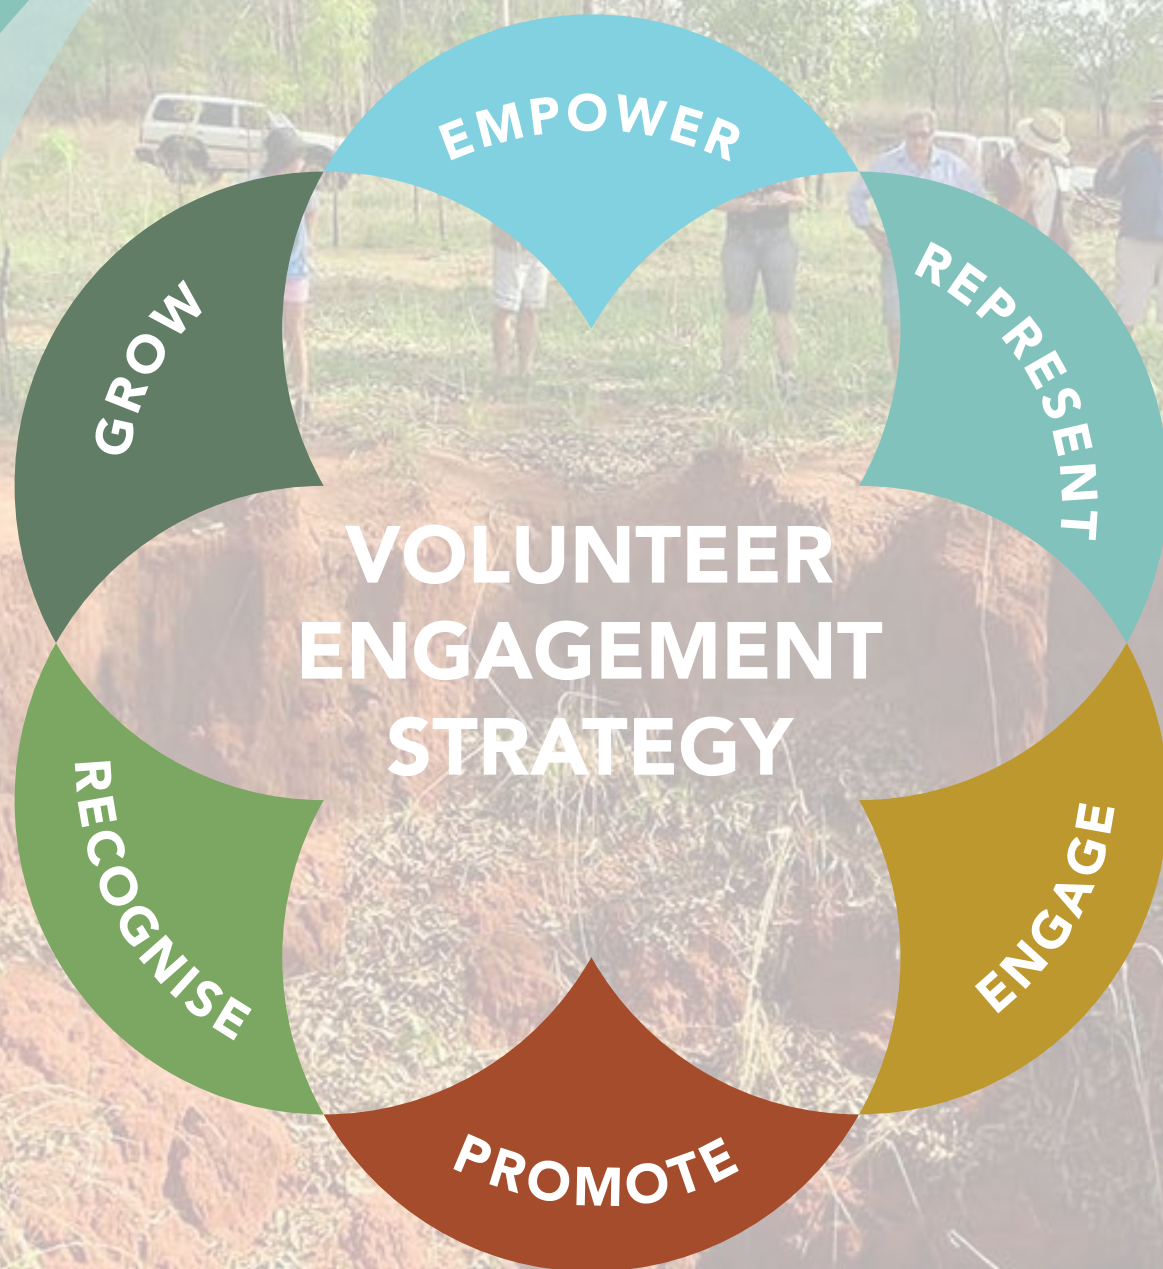 EMPOWER
REPRESENT
ENGAGE
PROMOTE
RECOGNISE
GROW
VOLUNTEER
ENGAGEMENT
STRATEGY